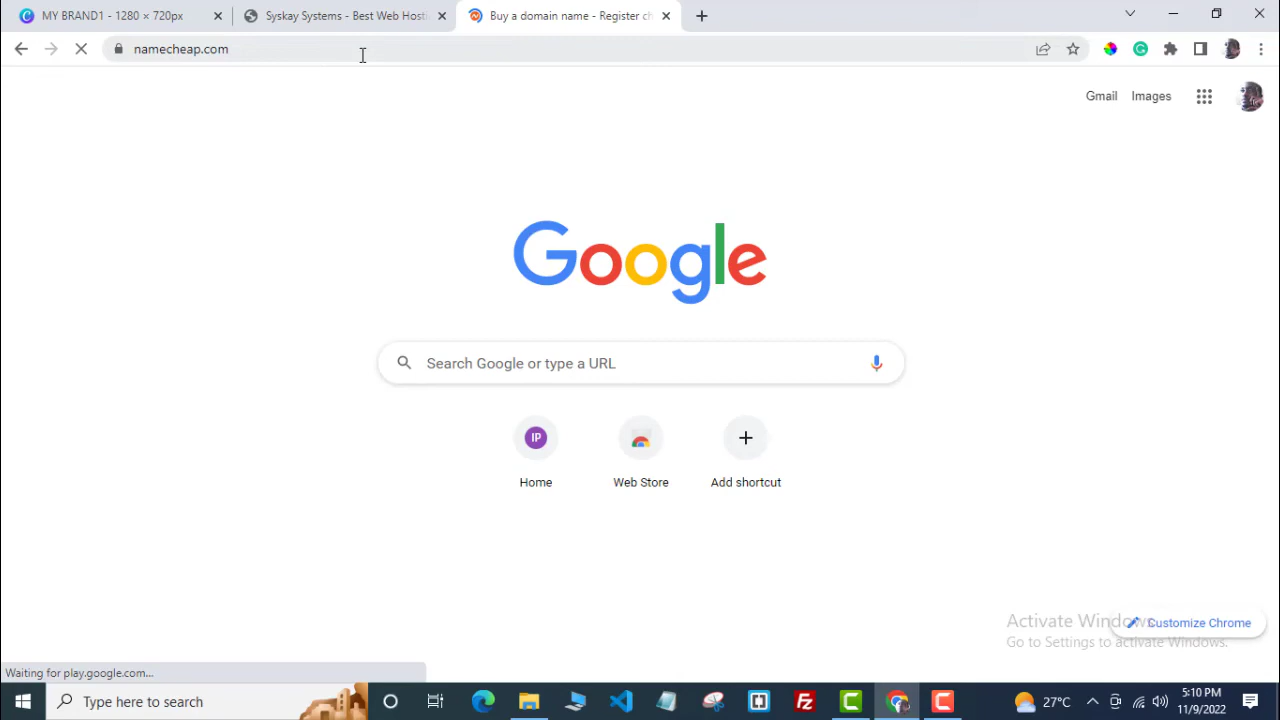 MY BRAND1 - 1280 × 720px
Syskay Systems - Best Web Hosti
Buy a domain name - Register ch
namecheap.com
Gmail
Images
Google
Search Google or type a URL
IP
Home
Web Store
Add shortcut
Activate Windows
Go to Settings to activate Windows.
Customize Chrome
Waiting for play.google.com...
Type here to search
27°C
5:10 PM
11/9/2022